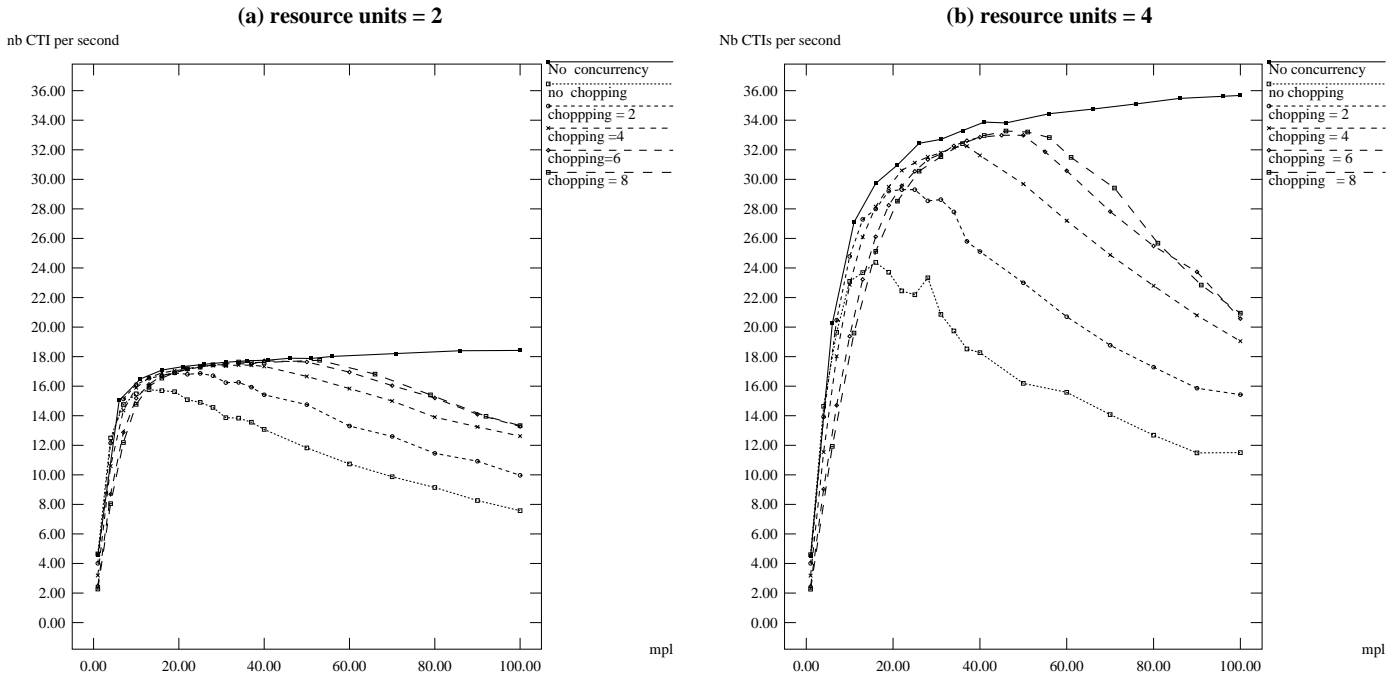 (a) resource units = 2
nb CTI per second
36.00
34.00
32.00
30.00
28.00
26.00
24.00
22.00
20.00
18.00
16.00
14.00
12.00
10.00
8.00
6.00
4.00
2.00
0.00
0.00 20.00 40.00 60.00 80.00 100.00
mpl
No concurrency
no chopping
choppping = 2
chopping =4
chopping=6
chopping = 8
(b) resource units = 4
Nb CTIs per second
36.00
34.00
32.00
30.00
28.00
26.00
24.00
22.00
20.00
18.00
16.00
14.00
12.00
10.00
8.00
6.00
4.00
2.00
0.00
0.00 20.00 40.00 60.00 80.00 100.00
mpl
No concurrency
no chopping
chopping = 2
chopping = 4
chopping = 6
chopping = 8